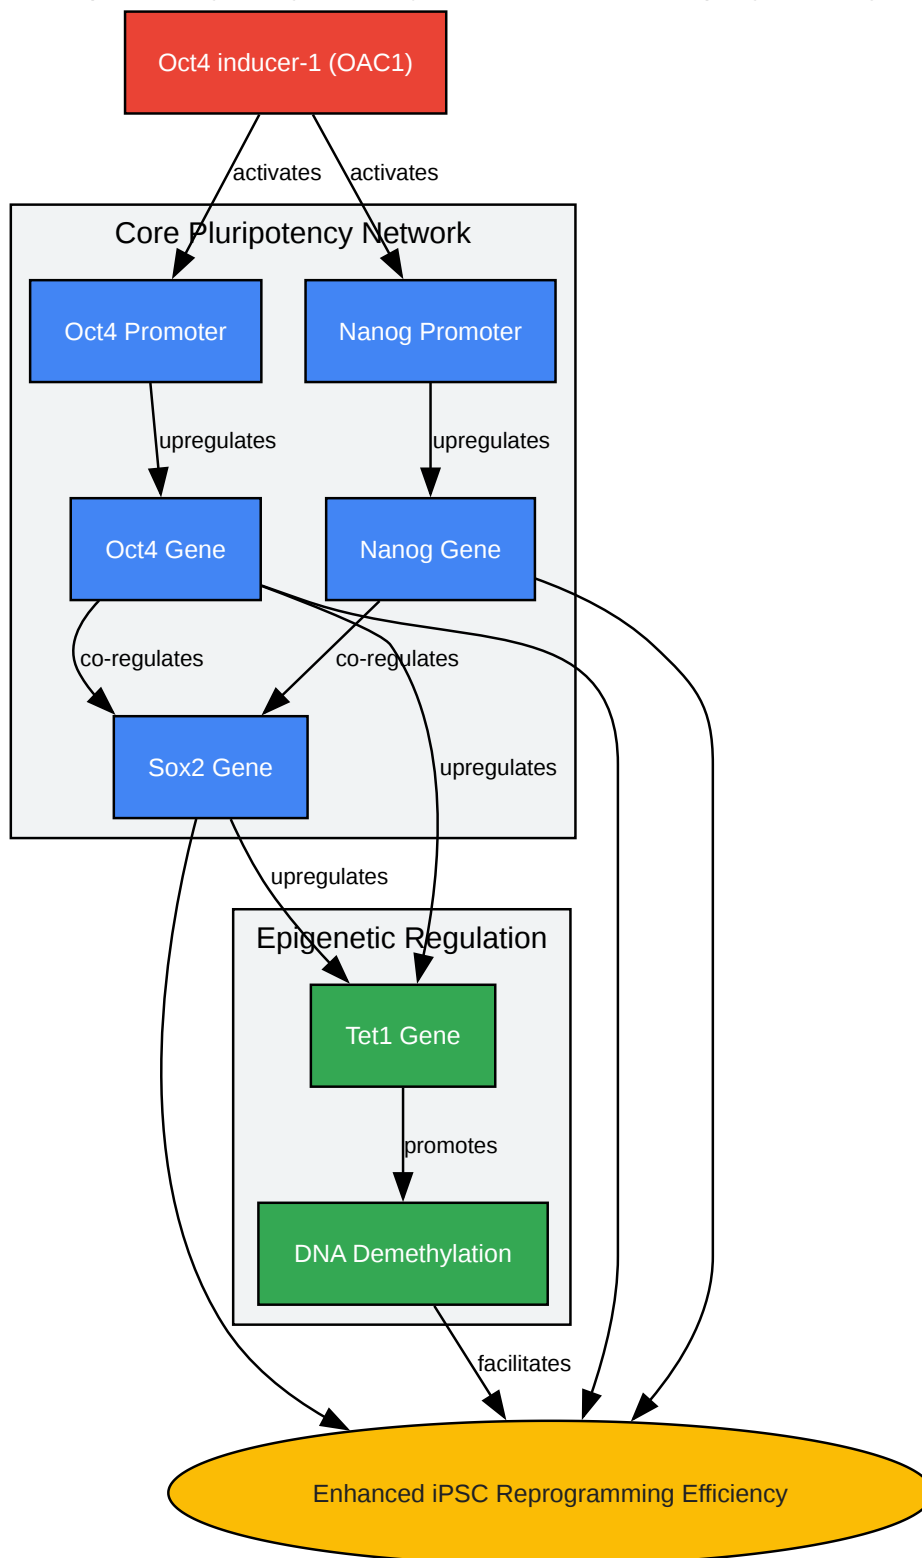 Oct4 inducer-1 (OAC1)
activates
activates
Core Pluripotency Network
Oct4 Promoter
Nanog Promoter
upregulates
upregulates
Oct4 Gene
Nanog Gene
co-regulates
co-regulates
Sox2 Gene
upregulates
upregulates
Epigenetic Regulation
Tet1 Gene
promotes
DNA Demethylation
facilitates
Enhanced iPSC Reprogramming Efficiency